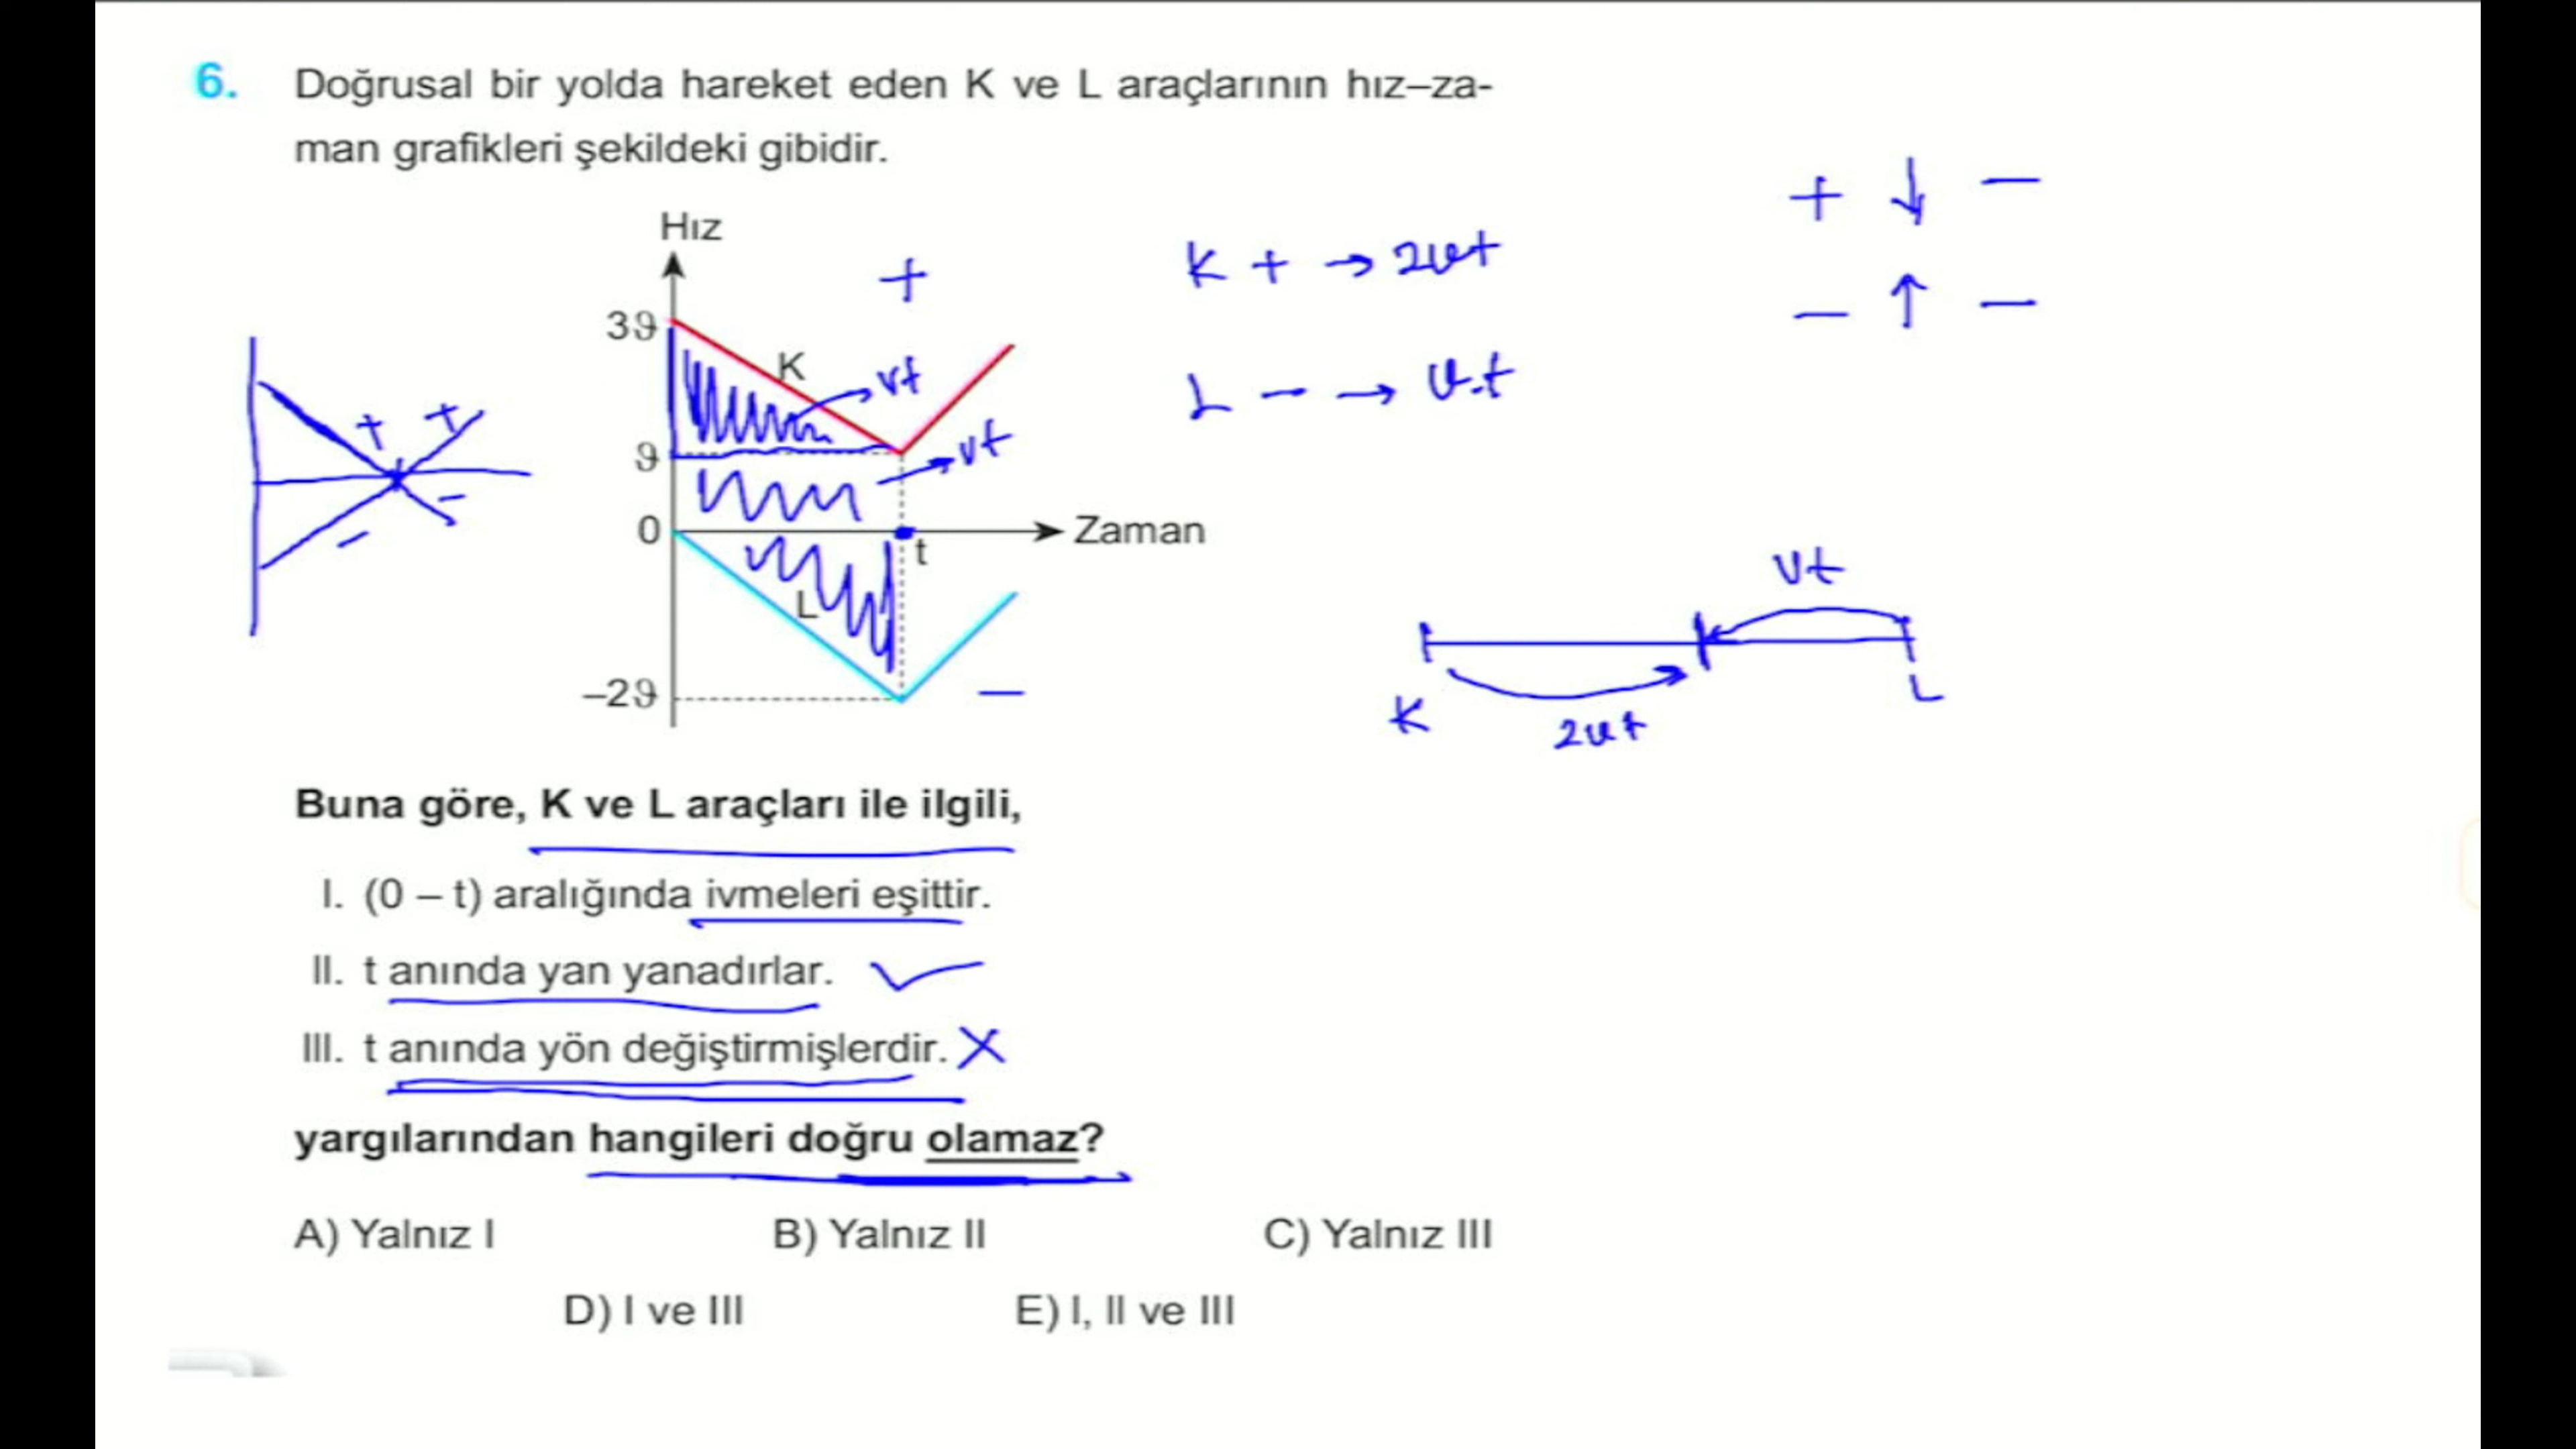 6. Doğrusal bir yolda hareket eden K ve L araçlarının hız–za-
man grafikleri şekildeki gibidir.
Hız
3ϑ
ϑ
0
–2ϑ
K
L
t
Zaman
+
vt
vt
–
+ + – –
K + → 2vt
L – → v.t
+ ↓ –
– ↑ –
vt
K
2vt
L
Buna göre, K ve L araçları ile ilgili,
I. (0 – t) aralığında ivmeleri eşittir.
II. t anında yan yanadırlar. ✓
III. t anında yön değiştirmişlerdir. X
yargılarından hangileri doğru olamaz?
A) Yalnız I B) Yalnız II C) Yalnız III
D) I ve III E) I, II ve III